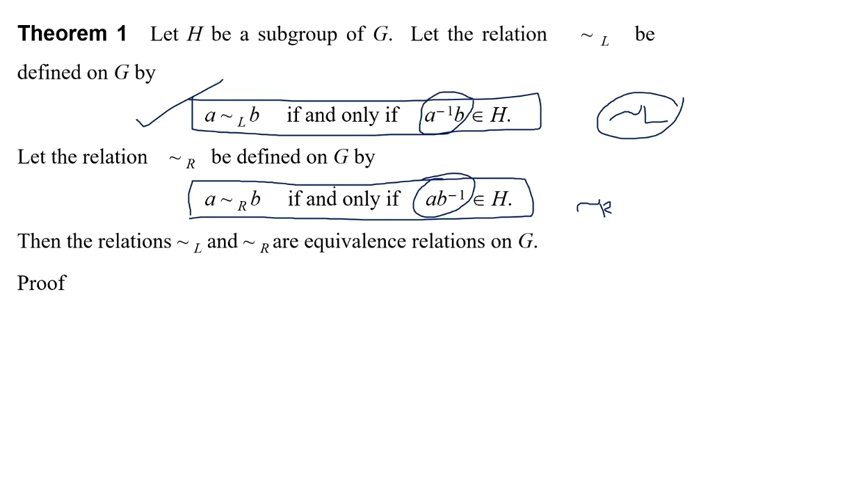 Theorem 1 Let H be a subgroup of G. Let the relation ~ L be
defined on G by
a ~ L b if and only if a⁻¹b ∈ H.
~L
Let the relation ~ R be defined on G by
a ~ R b if and only if ab⁻¹ ∈ H.
~R
Then the relations ~ L and ~ R are equivalence relations on G.
Proof